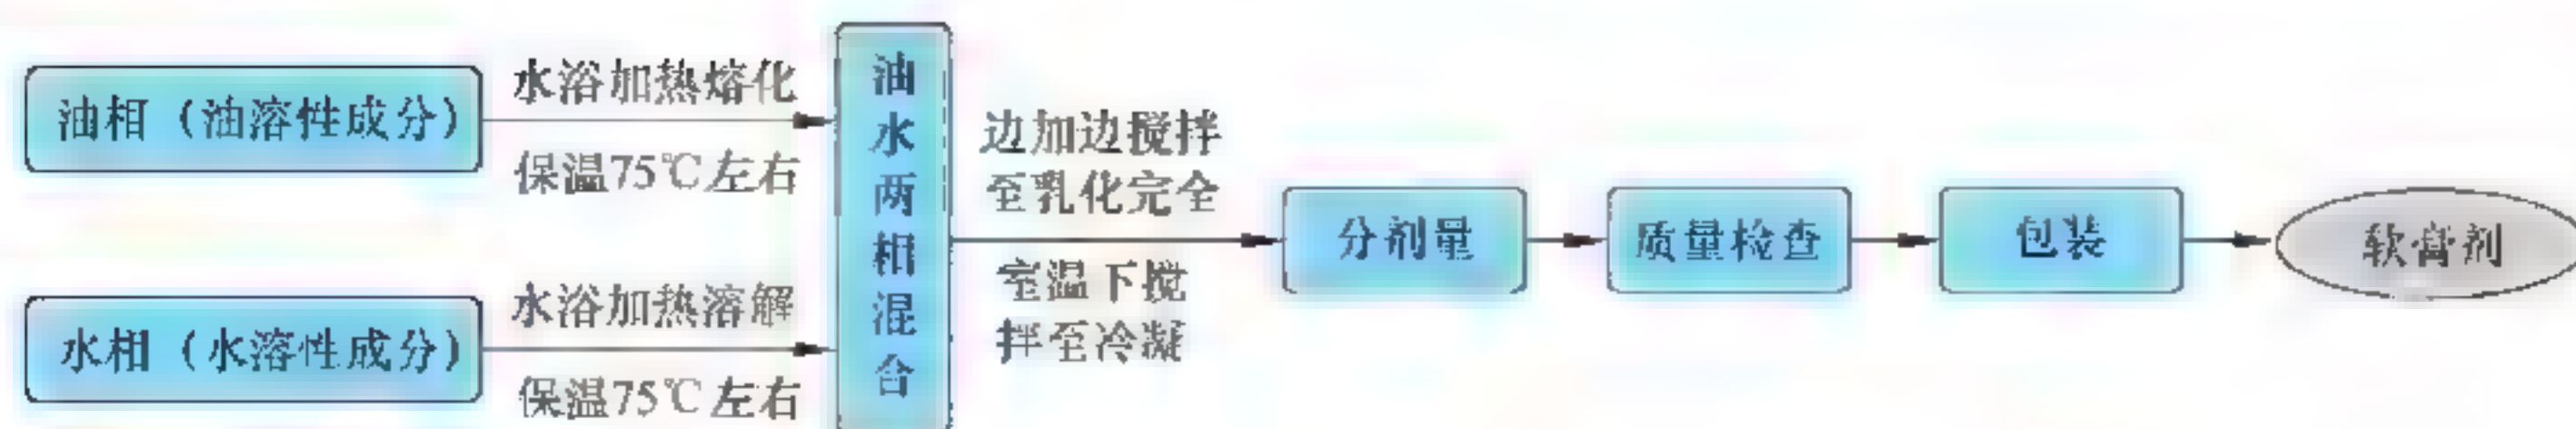 油相（油溶性成分）
水浴加热熔化
保温75℃左右
水相（水溶性成分）
水浴加热溶解
保温75℃左右
油水两相混合
边加边搅拌
至乳化完全
室温下搅
拌至冷凝
分剂量
质量检查
包装
软膏剂